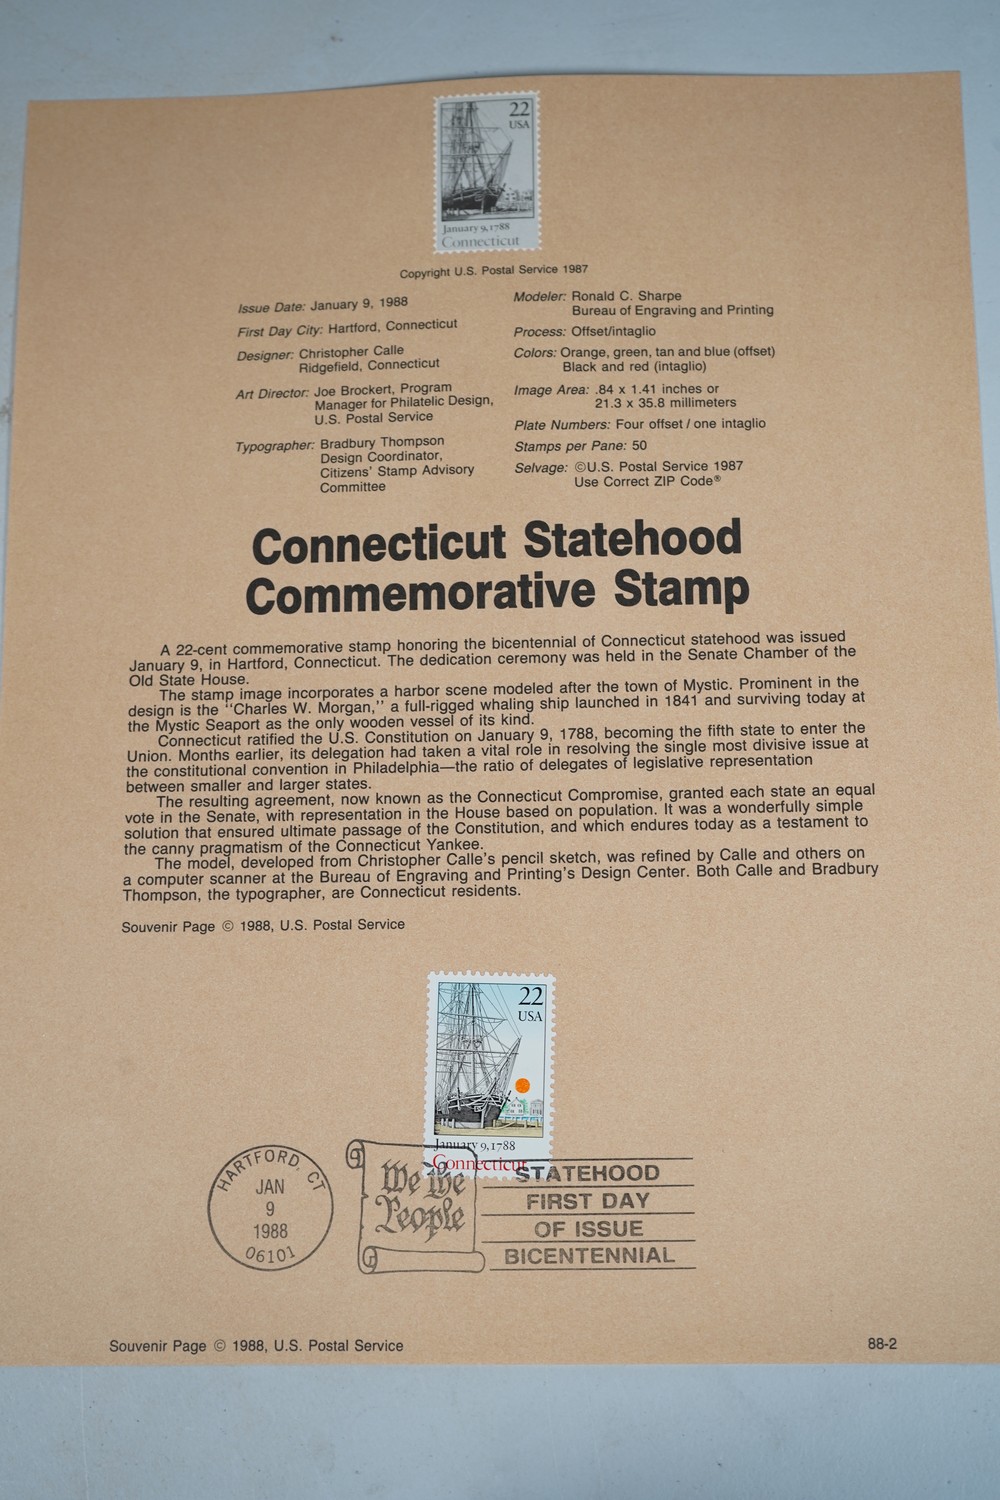 22
USA
January 9, 1788
Connecticut
Copyright U.S. Postal Service 1987
Issue Date: January 9, 1988
First Day City: Hartford, Connecticut
Designer: Christopher Calle
Ridgefield, Connecticut
Art Director: Joe Brockert, Program
Manager for Philatelic Design,
U.S. Postal Service
Typographer: Bradbury Thompson
Design Coordinator,
Citizens' Stamp Advisory
Committee
Modeler: Ronald C. Sharpe
Bureau of Engraving and Printing
Process: Offset/intaglio
Colors: Orange, green, tan and blue (offset)
Black and red (intaglio)
Image Area: .84 x 1.41 inches or
21.3 x 35.8 millimeters
Plate Numbers: Four offset / one intaglio
Stamps per Pane: 50
Selvage: ©U.S. Postal Service 1987
Use Correct ZIP Code®
Connecticut Statehood
Commemorative Stamp
A 22-cent commemorative stamp honoring the bicentennial of Connecticut statehood was issued
January 9, in Hartford, Connecticut. The dedication ceremony was held in the Senate Chamber of the
Old State House.
The stamp image incorporates a harbor scene modeled after the town of Mystic. Prominent in the
design is the "Charles W. Morgan," a full-rigged whaling ship launched in 1841 and surviving today at
the Mystic Seaport as the only wooden vessel of its kind.
Connecticut ratified the U.S. Constitution on January 9, 1788, becoming the fifth state to enter the
Union. Months earlier, its delegation had taken a vital role in resolving the single most divisive issue at
the constitutional convention in Philadelphia—the ratio of delegates of legislative representation
between smaller and larger states.
The resulting agreement, now known as the Connecticut Compromise, granted each state an equal
vote in the Senate, with representation in the House based on population. It was a wonderfully simple
solution that ensured ultimate passage of the Constitution, and which endures today as a testament to
the canny pragmatism of the Connecticut Yankee.
The model, developed from Christopher Calle's pencil sketch, was refined by Calle and others on
a computer scanner at the Bureau of Engraving and Printing's Design Center. Both Calle and Bradbury
Thompson, the typographer, are Connecticut residents.
Souvenir Page © 1988, U.S. Postal Service
22
USA
January 9, 1788
Connecticut
HARTFORD, CT
JAN
9
1988
06101
We the
People
STATEHOOD
FIRST DAY
OF ISSUE
BICENTENNIAL
Souvenir Page © 1988, U.S. Postal Service
88-2